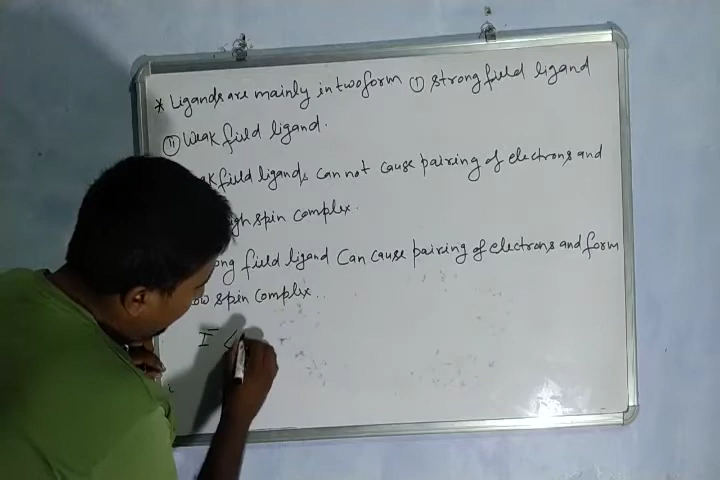 * Ligands are mainly in two form (I) strong field ligand
(II) Weak field ligand.
field ligands can not cause pairing of electrons and
spin complex.
field ligand can cause pairing of electrons and form
spin complex..
I⁻ <